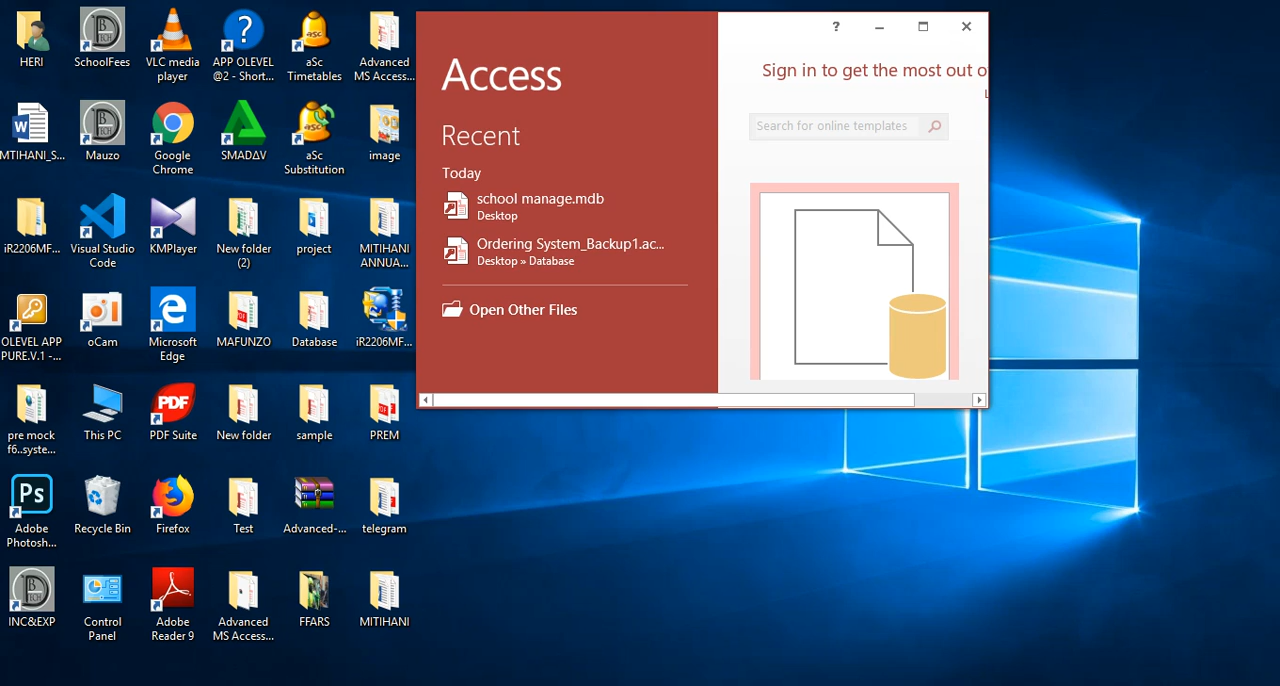 HERI
SchoolFees
VLC media
player
APP OLEVEL
@2 - Short...
aSc
Timetables
Advanced
MS Access...
MTIHANI_S...
Mauzo
Google
Chrome
SMADΔV
aSc
Substitution
image
iR2206MF...
Visual Studio
Code
KMPlayer
New folder
(2)
project
MITIHANI
ANNUA...
OLEVEL APP
PURE.V.1 -...
oCam
Microsoft
Edge
MAFUNZO
Database
iR2206MF...
pre mock
f6..syste...
This PC
PDF
PDF Suite
New folder
sample
PREM
Ps
Adobe
Photosh...
Recycle Bin
Firefox
Test
Advanced-...
telegram
INC&EXP
Control
Panel
Adobe
Reader 9
Advanced
MS Access...
FFARS
MITIHANI
Access
Recent
Today
school manage.mdb
Desktop
Ordering System_Backup1.ac...
Desktop » Database
Open Other Files
?
Sign in to get the most out o
Search for online templates